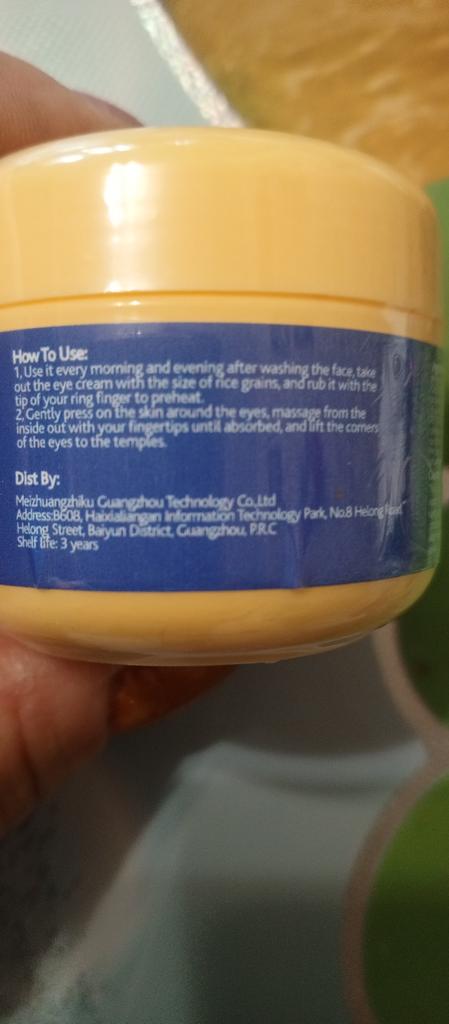 How To Use:
1, Use it every morning and evening after washing the face, take
out the eye cream with the size of rice grains, and rub it with the
tip of your ring finger to preheat.
2, Gently press on the skin around the eyes, massage from the
inside out with your fingertips until absorbed, and lift the corners
of the eyes to the temples.
Dist By:
Meizhuangzhiku Guangzhou Technology Co,.Ltd
Address:B608, Haixialiangan Information Technology Park, No.8 Helong Road,
Helong Street, Baiyun District, Guangzhou, P.R.C
Shelf life: 3 years